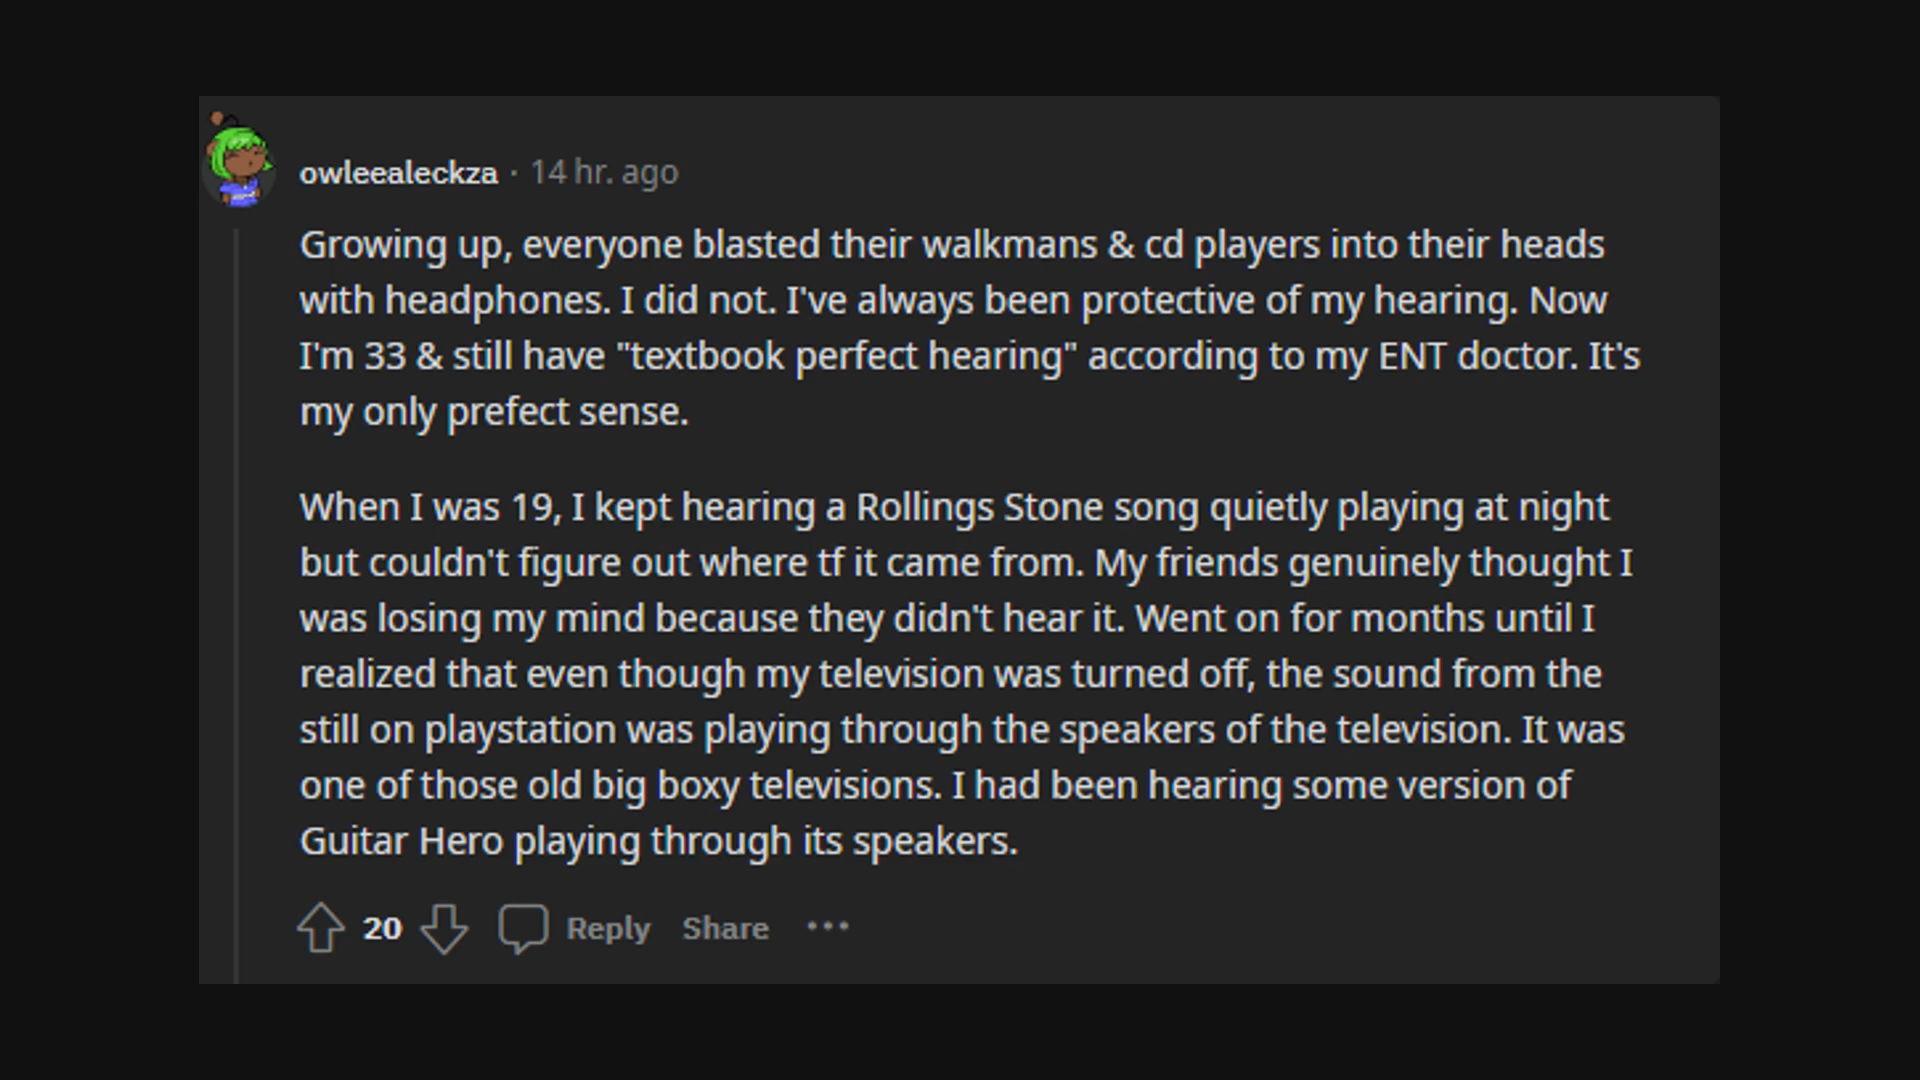 owleealeckza · 14 hr. ago
Growing up, everyone blasted their walkmans & cd players into their heads
with headphones. I did not. I've always been protective of my hearing. Now
I'm 33 & still have "textbook perfect hearing" according to my ENT doctor. It's
my only prefect sense.
When I was 19, I kept hearing a Rollings Stone song quietly playing at night
but couldn't figure out where tf it came from. My friends genuinely thought I
was losing my mind because they didn't hear it. Went on for months until I
realized that even though my television was turned off, the sound from the
still on playstation was playing through the speakers of the television. It was
one of those old big boxy televisions. I had been hearing some version of
Guitar Hero playing through its speakers.
20 Reply Share ···